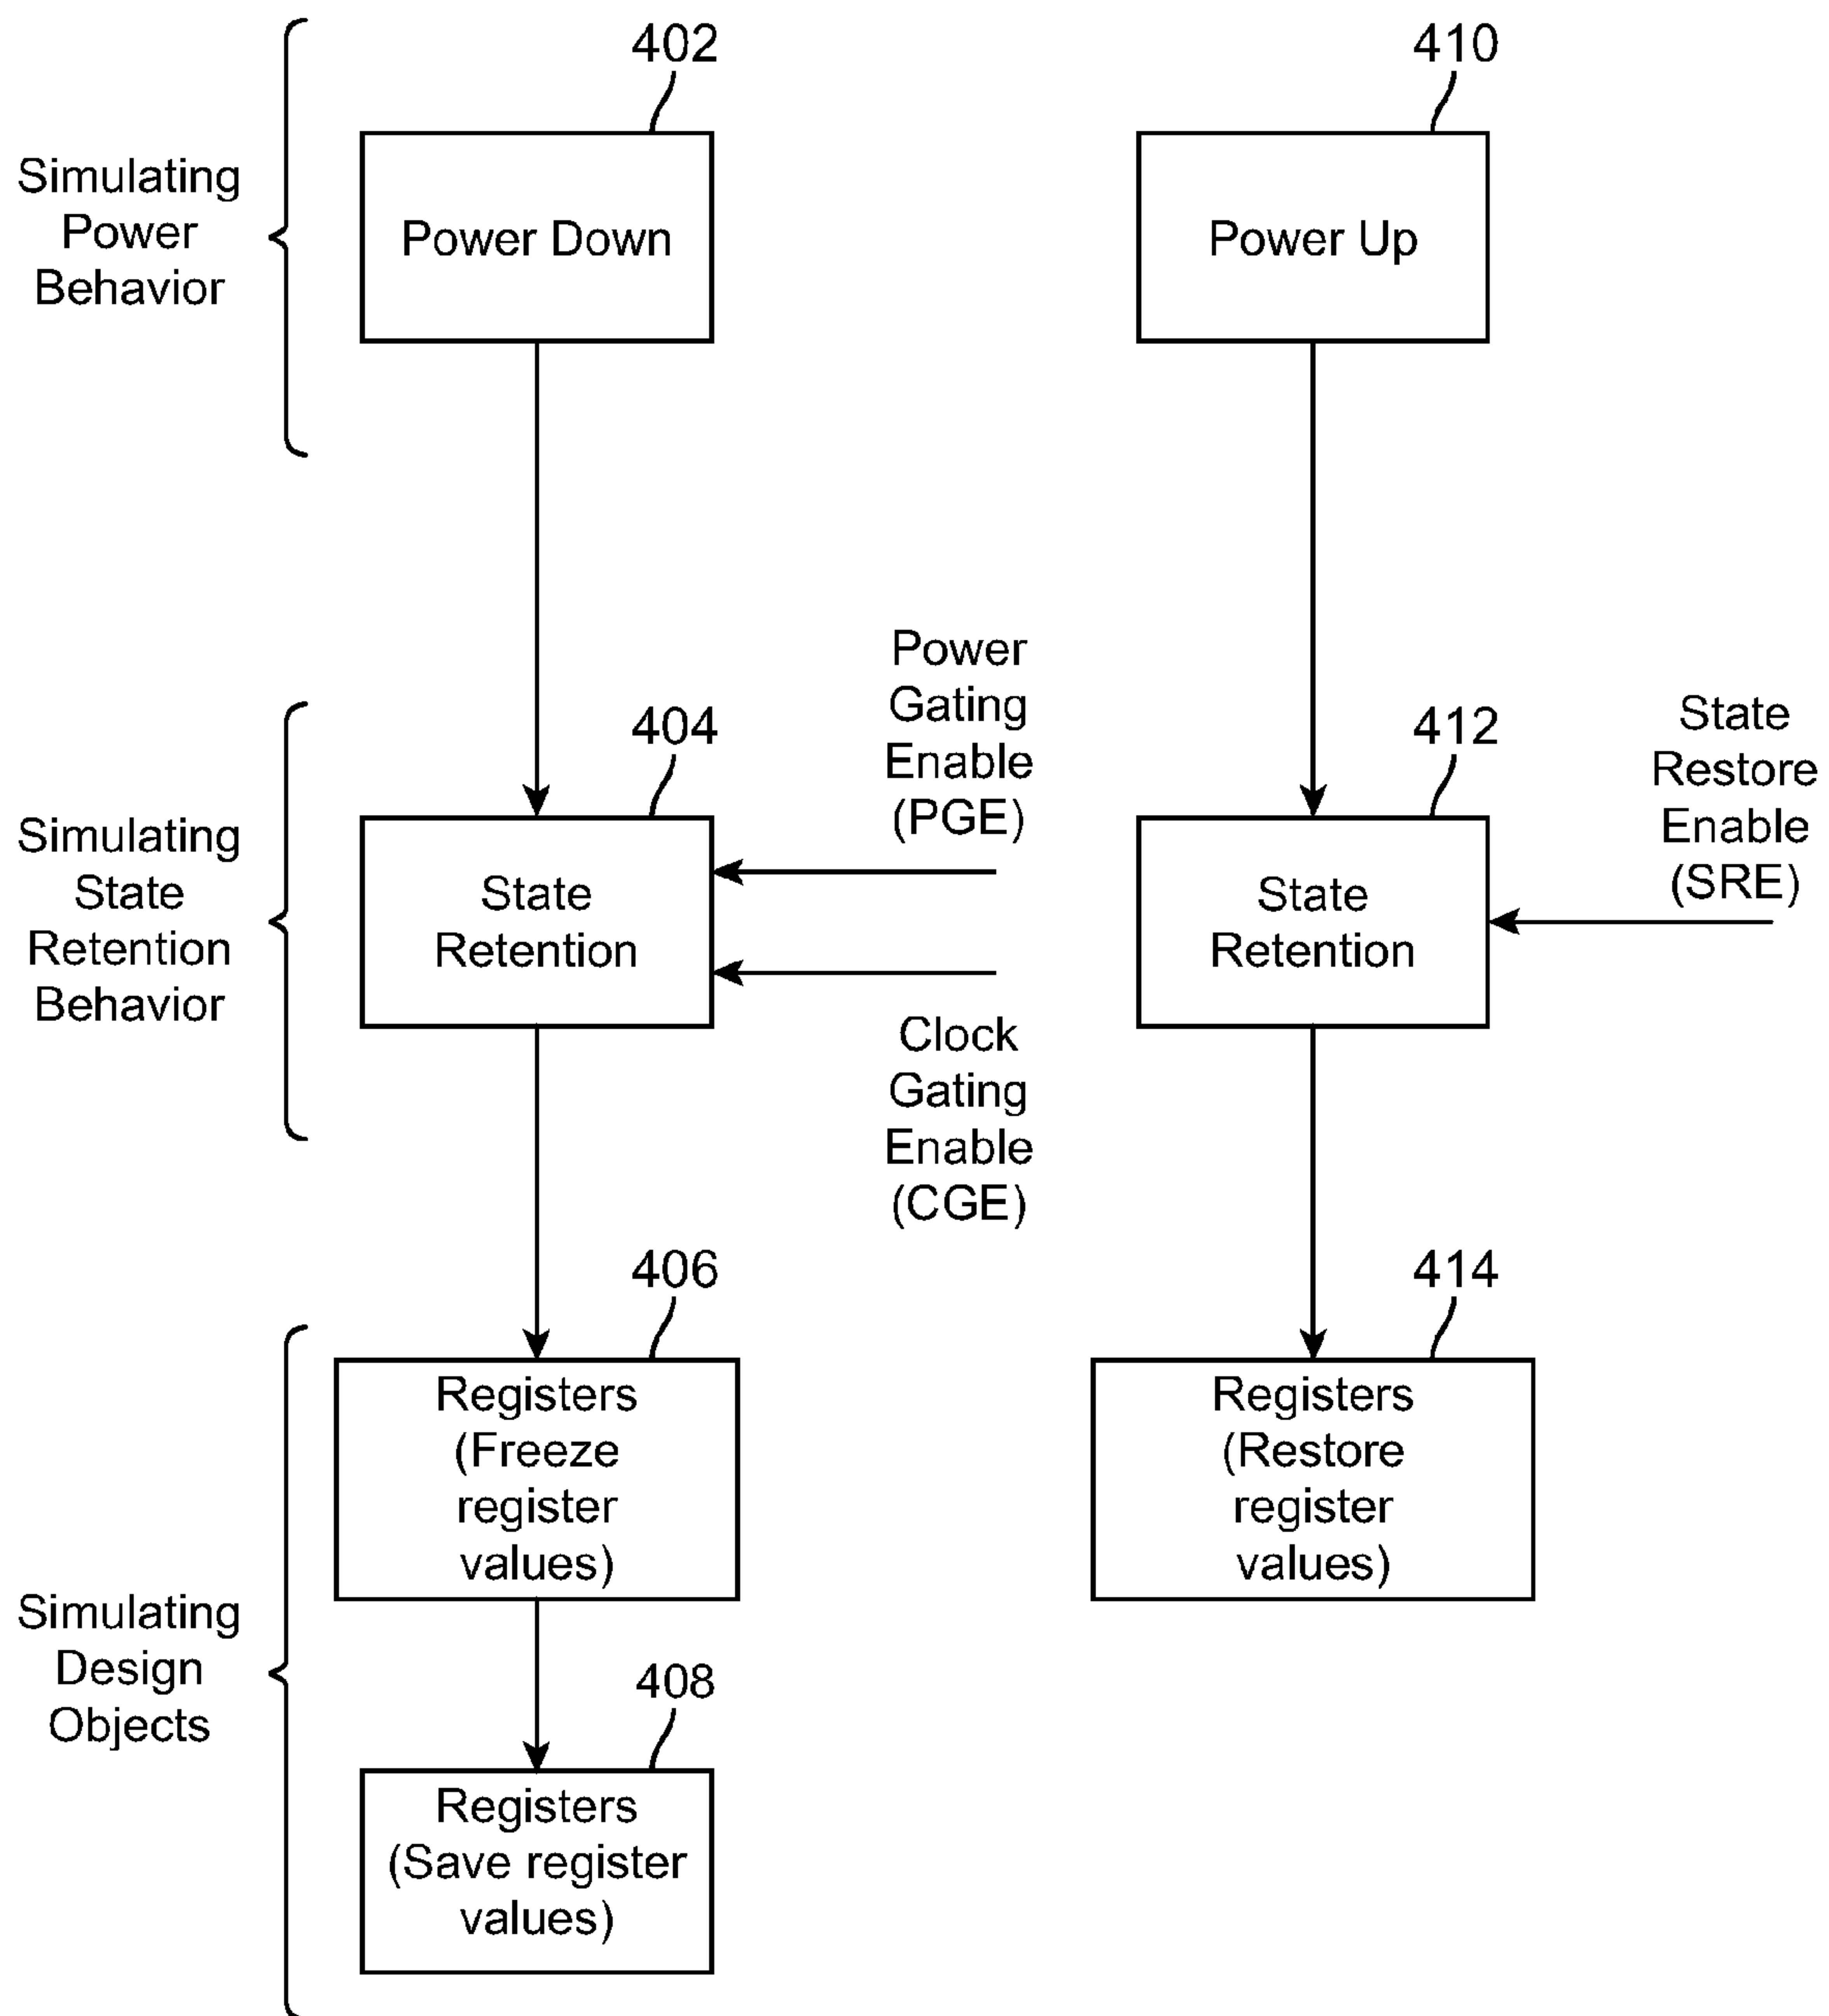 402
410
Simulating
Power
Behavior
Power Down
Power Up
Power
Gating
Enable
(PGE)
State
Restore
Enable
(SRE)
404
412
Simulating
State
Retention
Behavior
State
Retention
State
Retention
Clock
Gating
Enable
(CGE)
406
414
Registers
(Freeze
register
values)
Registers
(Restore
register
values)
Simulating
Design
Objects
408
Registers
(Save register
values)